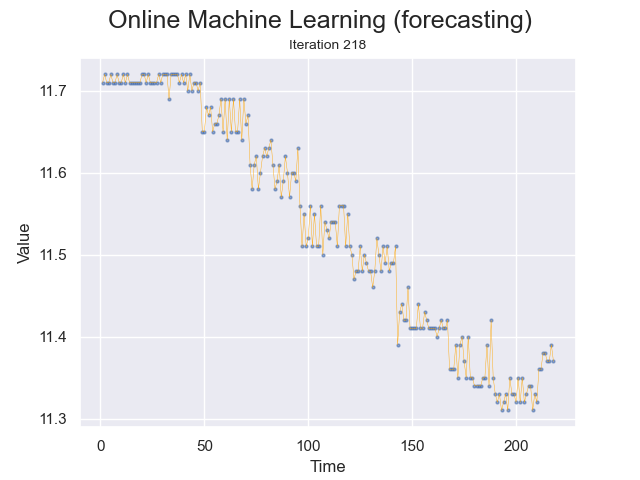 Online Machine Learning (forecasting)
Iteration 218
11.7
11.6
11.5
11.4
11.3
Value
0 50 100 150 200
Time